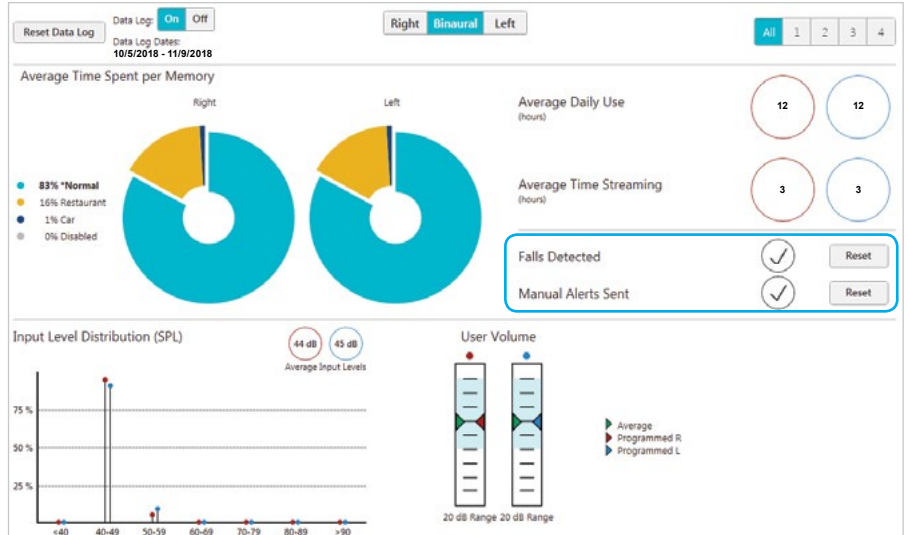 Reset Data Log
Data Log: On Off
Data Log Dates:
10/5/2018 - 11/9/2018
Right Binaural Left
All 1 2 3 4
Average Time Spent per Memory
Right
Left
83% *Normal
16% Restaurant
1% Car
0% Disabled
Average Daily Use
(hours)
12
12
Average Time Streaming
(hours)
3
3
Falls Detected
Reset
Manual Alerts Sent
Reset
Input Level Distribution (SPL)
44 dB
45 dB
Average Input Levels
75 %
50 %
25 %
<40 40-49 50-59 60-69 70-79 80-89 >90
User Volume
20 dB Range 20 dB Range
Average
Programmed R
Programmed L